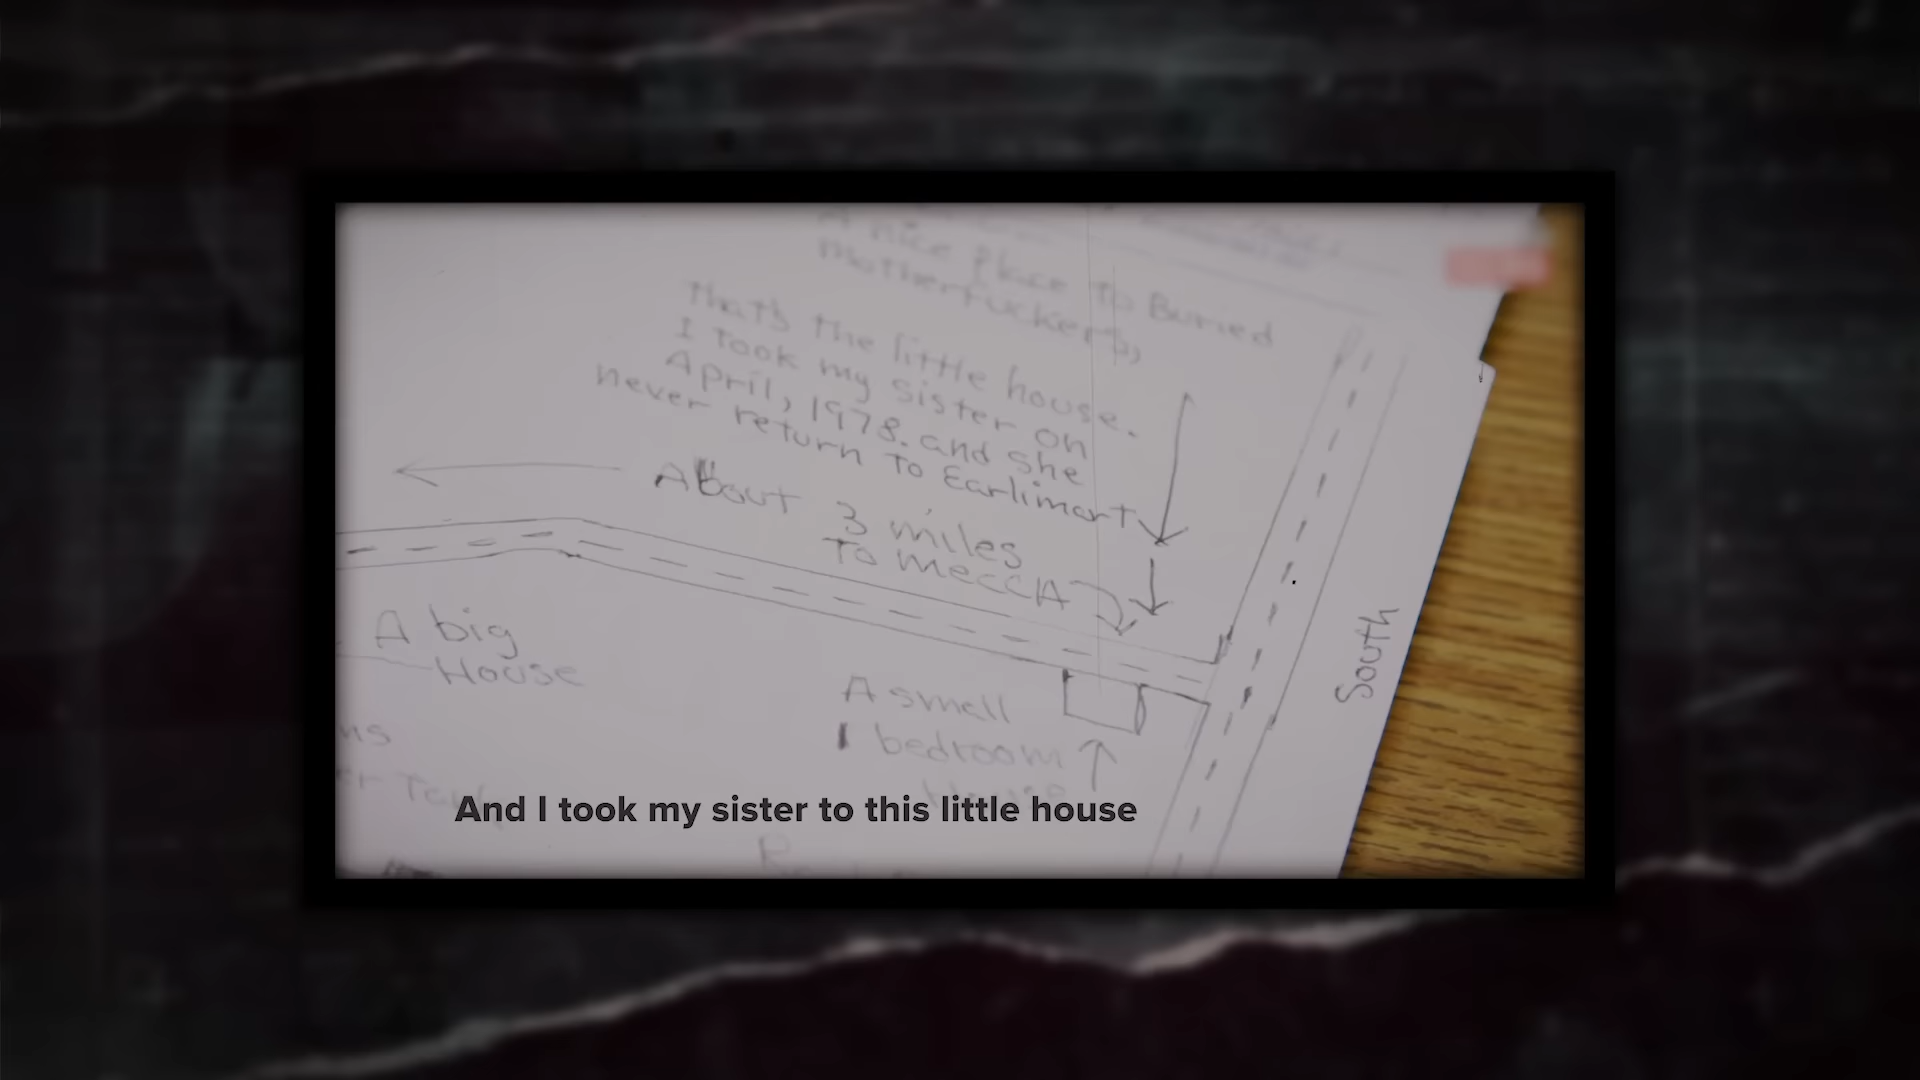 A nice place to Buried
motherfucker's
that's the little house.
I took my sister on
April, 1978. and she
never return to Earlimart
About 3 miles
to meccA
A big
House
South
A small
1 bedroom
And I took my sister to this little house